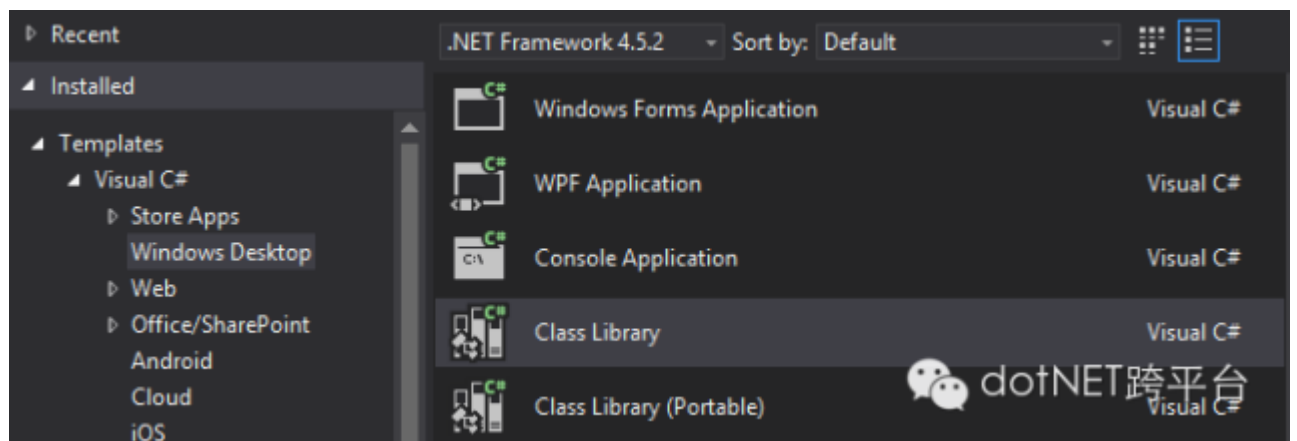 Recent
Installed
Templates
Visual C#
Store Apps
Windows Desktop
Web
Office/SharePoint
Android
Cloud
iOS
.NET Framework 4.5.2 Sort by: Default
Windows Forms Application Visual C#
WPF Application Visual C#
Console Application Visual C#
Class Library Visual C#
Class Library (Portable) Visual C#
dotNET跨平台